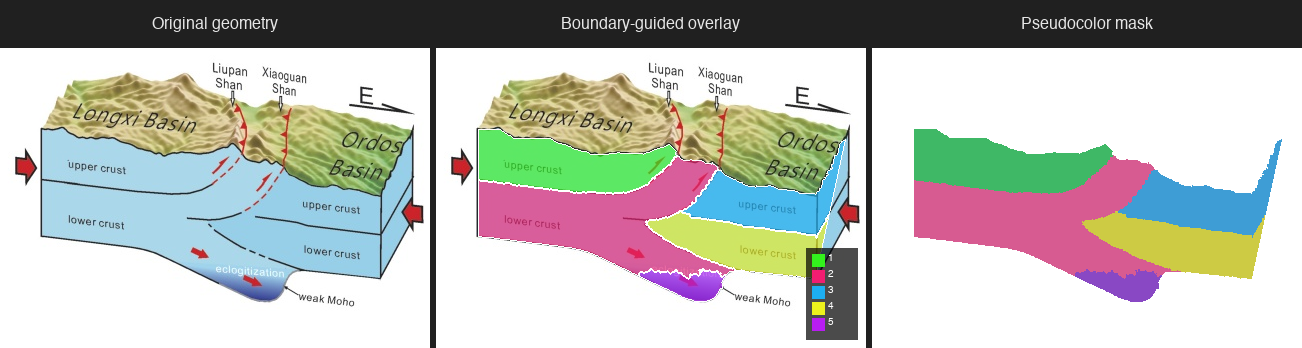 Original geometry
Boundary-guided overlay
Pseudocolor mask
Liupan
Shan
Xiaoguan
Shan
E
Longxi Basin
Ordos
Basin
upper crust
lower crust
upper crust
lower crust
eclogitization
weak Moho
Liupan
Shan
Xiaoguan
Shan
E
Longxi Basin
Ordos
Basin
upper crust
lower crust
upper crust
lower crust
weak Moho
1
2
3
4
5